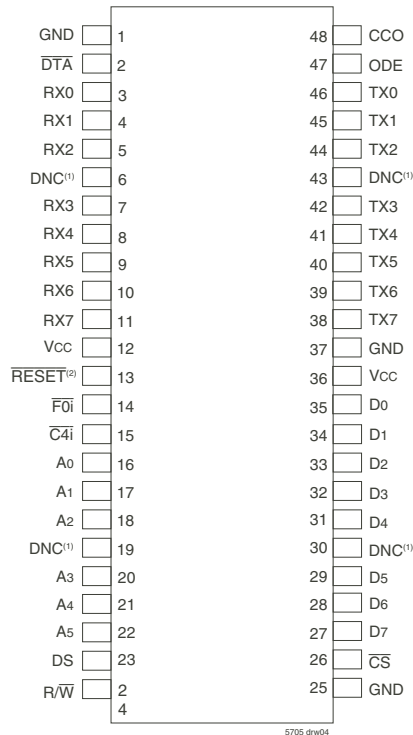 GND 1 48 CCO
D̅T̅A̅ 2 47 ODE
RX0 3 46 TX0
RX1 4 45 TX1
RX2 5 44 TX2
DNC(1) 6 43 DNC(1)
RX3 7 42 TX3
RX4 8 41 TX4
RX5 9 40 TX5
RX6 10 39 TX6
RX7 11 38 TX7
VCC 12 37 GND
R̅E̅S̅E̅T̅(2) 13 36 VCC
F̅0̅i̅ 14 35 D0
C̅4̅i̅ 15 34 D1
A0 16 33 D2
A1 17 32 D3
A2 18 31 D4
DNC(1) 19 30 DNC(1)
A3 20 29 D5
A4 21 28 D6
A5 22 27 D7
DS 23 26 C̅S̅
R/W̅ 2 25 GND
4
5705 drw04